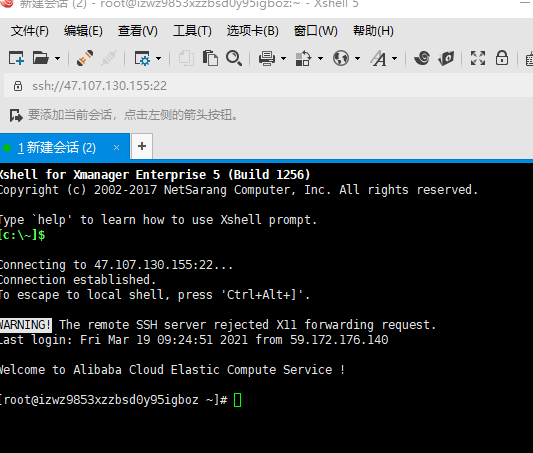 新建会话 (2) - root@izwz9853xzzbsd0y95igboz:~ - Xshell 5
文件(F) 编辑(E) 查看(V) 工具(T) 选项卡(B) 窗口(W) 帮助(H)
ssh://47.107.130.155:22
要添加当前会话，点击左侧的箭头按钮。
1 新建会话 (2) × +
Xshell for Xmanager Enterprise 5 (Build 1256)
Copyright (c) 2002-2017 NetSarang Computer, Inc. All rights reserved.
Type `help' to learn how to use Xshell prompt.
[c:\~]$
Connecting to 47.107.130.155:22...
Connection established.
To escape to local shell, press 'Ctrl+Alt+]'.
WARNING! The remote SSH server rejected X11 forwarding request.
Last login: Fri Mar 19 09:24:51 2021 from 59.172.176.140
Welcome to Alibaba Cloud Elastic Compute Service !
[root@izwz9853xzzbsd0y95igboz ~]#